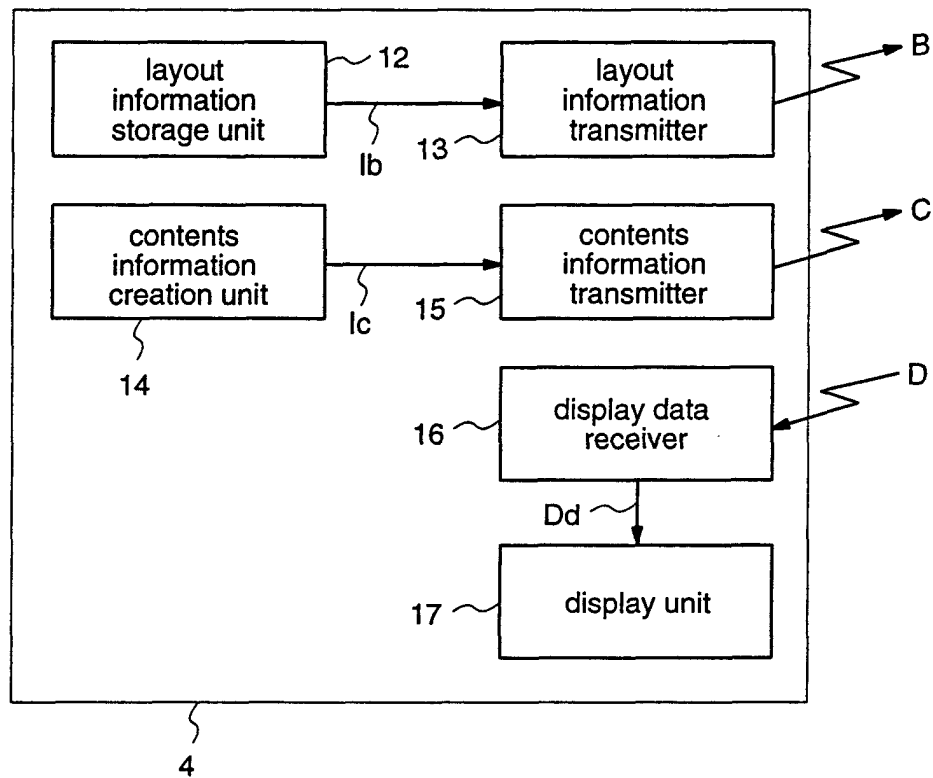 layout
information
storage unit
12
Ib
layout
information
transmitter
13
B
contents
information
creation unit
14
Ic
contents
information
transmitter
15
C
display data
receiver
16
D
Dd
display unit
17
4